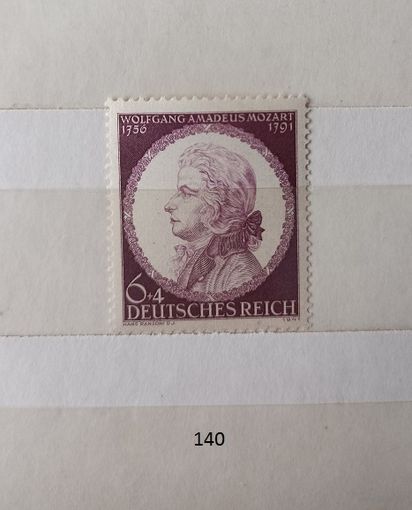 WOLFGANG AMADEUS MOZART
1756 1791
6+4
DEUTSCHES REICH
140